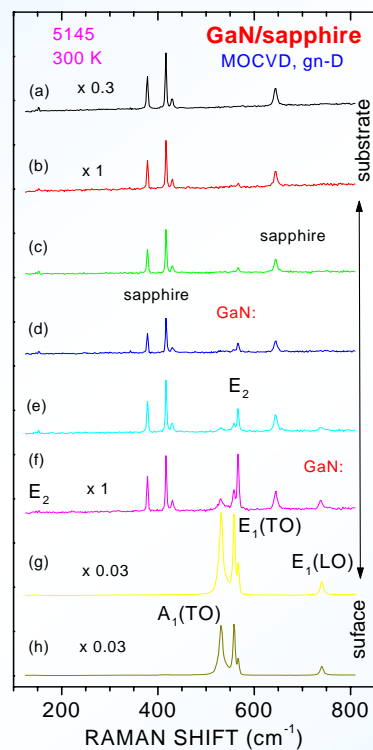 5145
300 K
GaN/sapphire
MOCVD, gn-D
(a)
x 0.3
(b)
x 1
substrate
(c)
sapphire
sapphire
(d)
GaN:
(e)
E₂
(f)
GaN:
E₂
x 1
E₁(TO)
(g)
x 0.03
E₁(LO)
A₁(TO)
(h)
x 0.03
suface
200 400 600 800
RAMAN SHIFT (cm⁻¹)